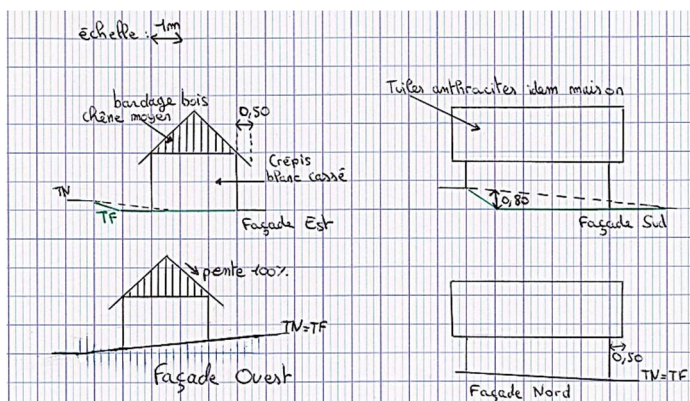 échelle : 1m
bardage bois
chêne moyen
0,50
Crépis
blanc cassé
TN
TF
Façade Est
Tuiles anthracites idem maison
0,80
Façade Sud
pente 100%
TN=TF
Façade Ouest
0,50
TN=TF
Façade Nord